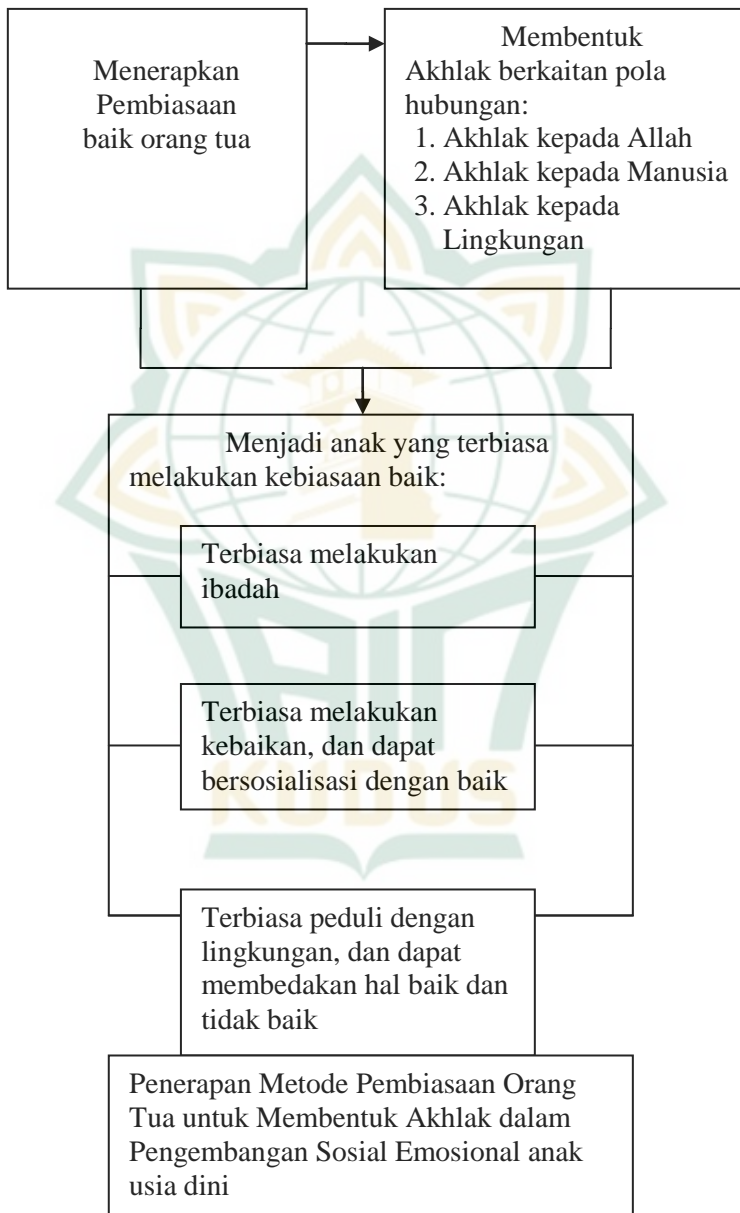 Menerapkan
Pembiasaan
baik orang tua
Membentuk
Akhlak berkaitan pola
hubungan:
1. Akhlak kepada Allah
2. Akhlak kepada Manusia
3. Akhlak kepada
Lingkungan
Menjadi anak yang terbiasa
melakukan kebiasaan baik:
Terbiasa melakukan
ibadah
Terbiasa melakukan
kebaikan, dan dapat
bersosialisasi dengan baik
Terbiasa peduli dengan
lingkungan, dan dapat
membedakan hal baik dan
tidak baik
Penerapan Metode Pembiasaan Orang
Tua untuk Membentuk Akhlak dalam
Pengembangan Sosial Emosional anak
usia dini
IAIN
KUDUS